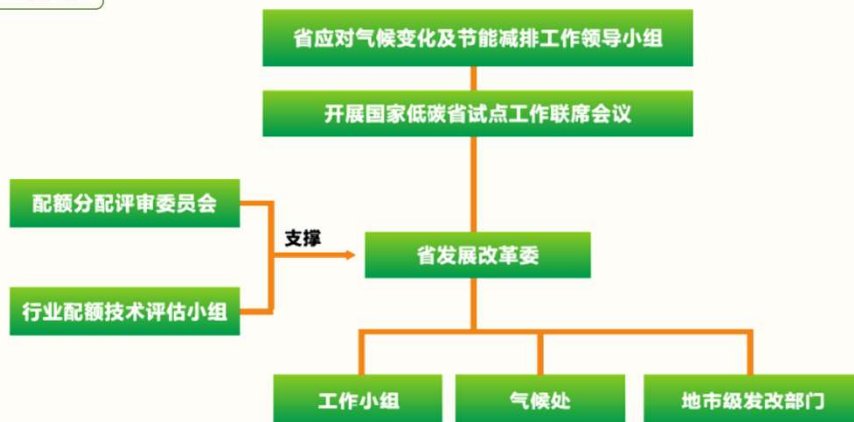 省应对气候变化及节能减排工作领导小组
开展国家低碳省试点工作联席会议
配额分配评审委员会
支撑
省发展改革委
行业配额技术评估小组
工作小组
气候处
地市级发改部门